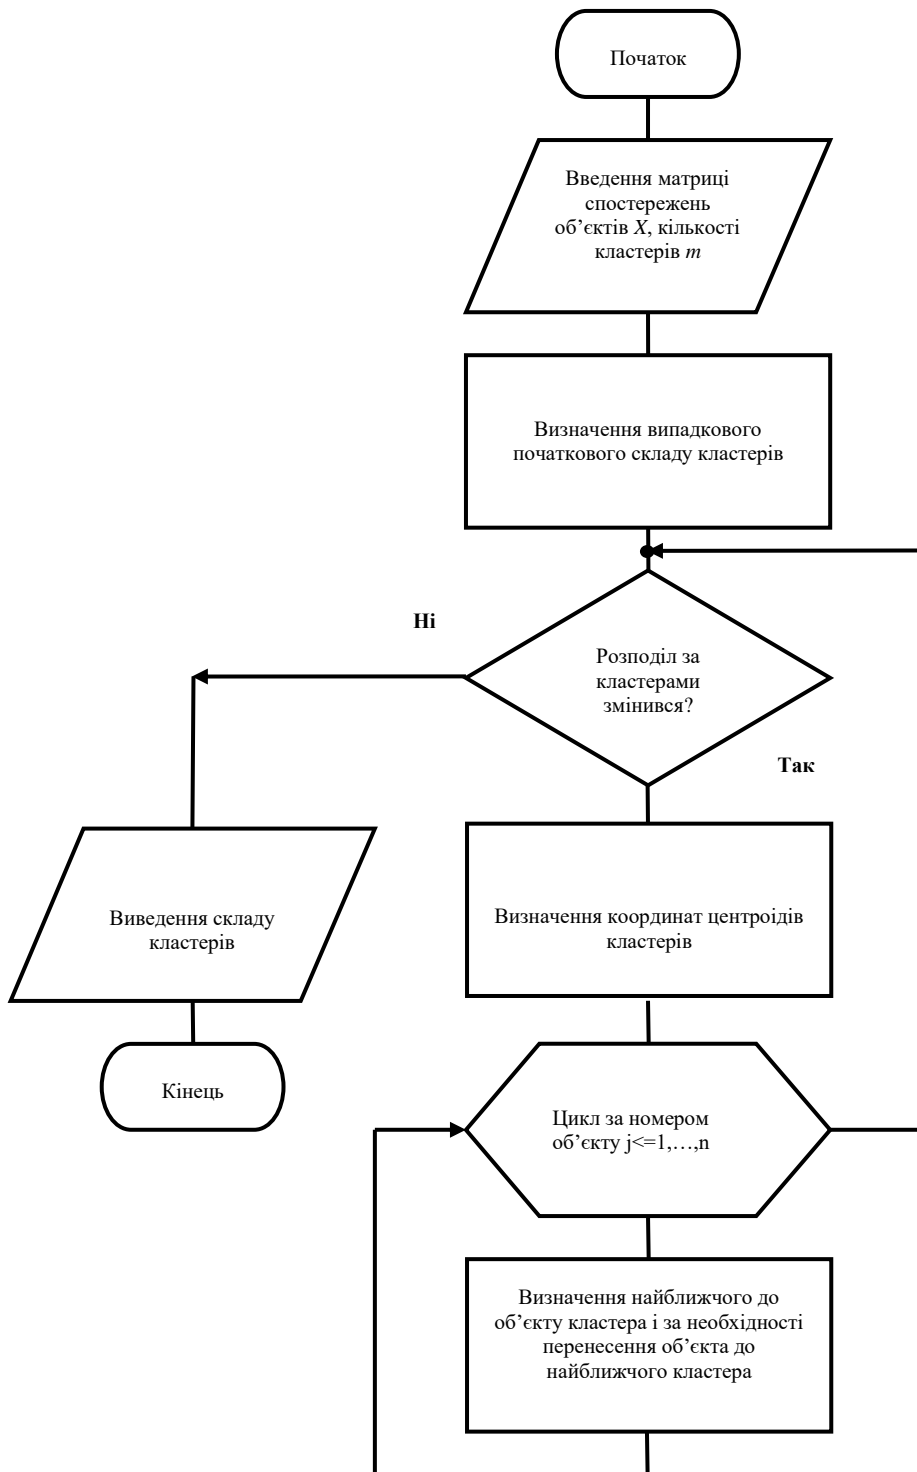 Початок
Введення матриці
спостережень
об’єктів X, кількості
кластерів m
Визначення випадкового
початкового складу кластерів
Ні
Розподіл за
кластерами
змінився?
Так
Виведення складу
кластерів
Визначення координат центроїдів
кластерів
Кінець
Цикл за номером
об’єкту j<=1,…,n
Визначення найближчого до
об’єкту кластера і за необхідності
перенесення об’єкта до
найближчого кластера